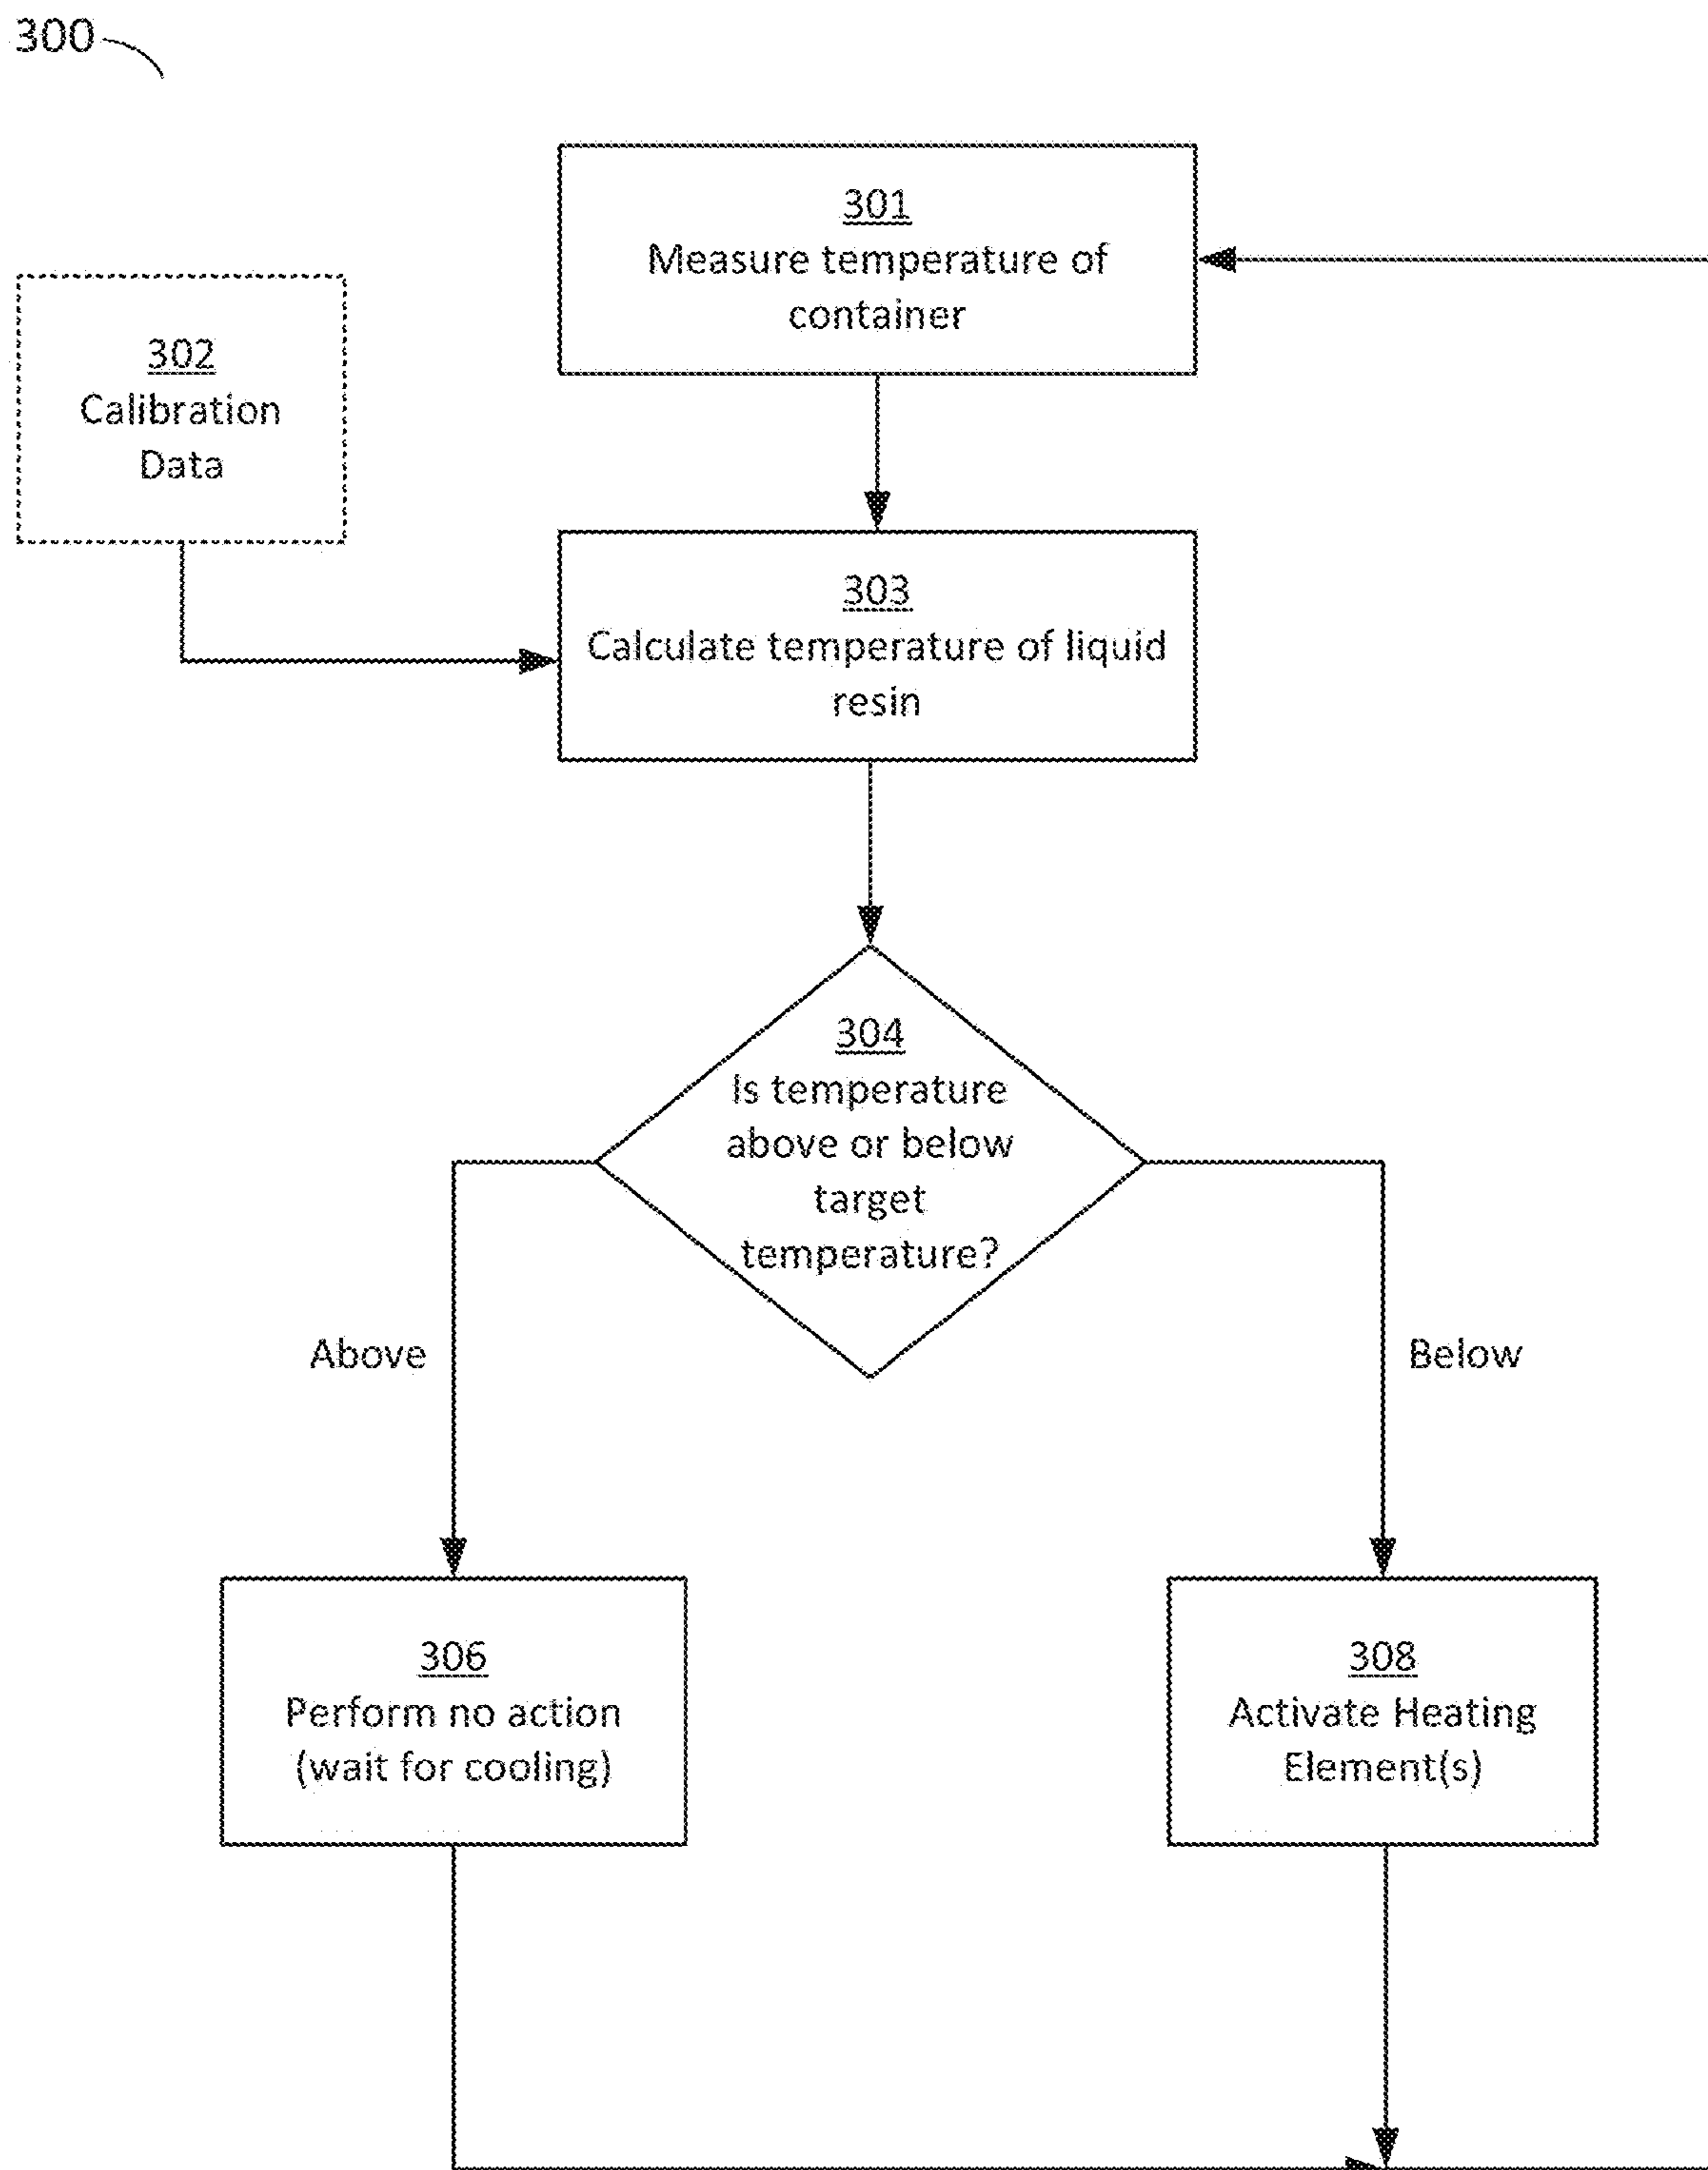 300
301
Measure temperature of
container
302
Calibration
Data
303
Calculate temperature of liquid
resin
304
Is temperature
above or below
target
temperature?
Above
Below
306
Perform no action
(wait for cooling)
308
Activate Heating
Element(s)